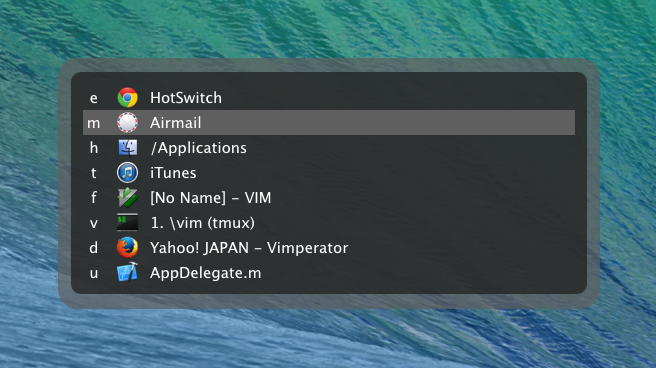 e HotSwitch
m Airmail
h /Applications
t iTunes
f [No Name] - VIM
v 1. \vim (tmux)
d Yahoo! JAPAN - Vimperator
u AppDelegate.m